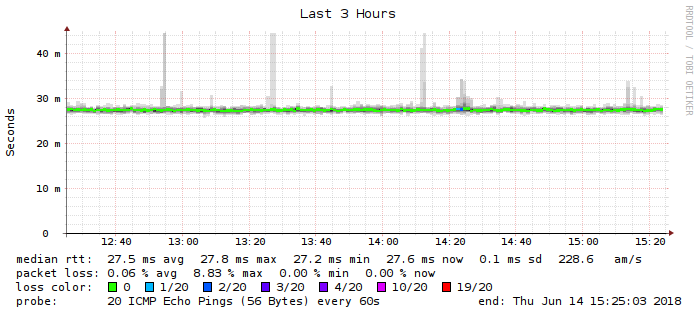 Last 3 Hours
RRDTOOL / TOBI OETIKER
Seconds
40 m
30 m
20 m
10 m
0
12:40 13:00 13:20 13:40 14:00 14:20 14:40 15:00 15:20
median rtt: 27.5 ms avg 27.8 ms max 27.2 ms min 27.6 ms now 0.1 ms sd 228.6 am/s
packet loss: 0.06 % avg 8.83 % max 0.00 % min 0.00 % now
loss color: 0 1/20 2/20 3/20 4/20 10/20 19/20
probe: 20 ICMP Echo Pings (56 Bytes) every 60s end: Thu Jun 14 15:25:03 2018